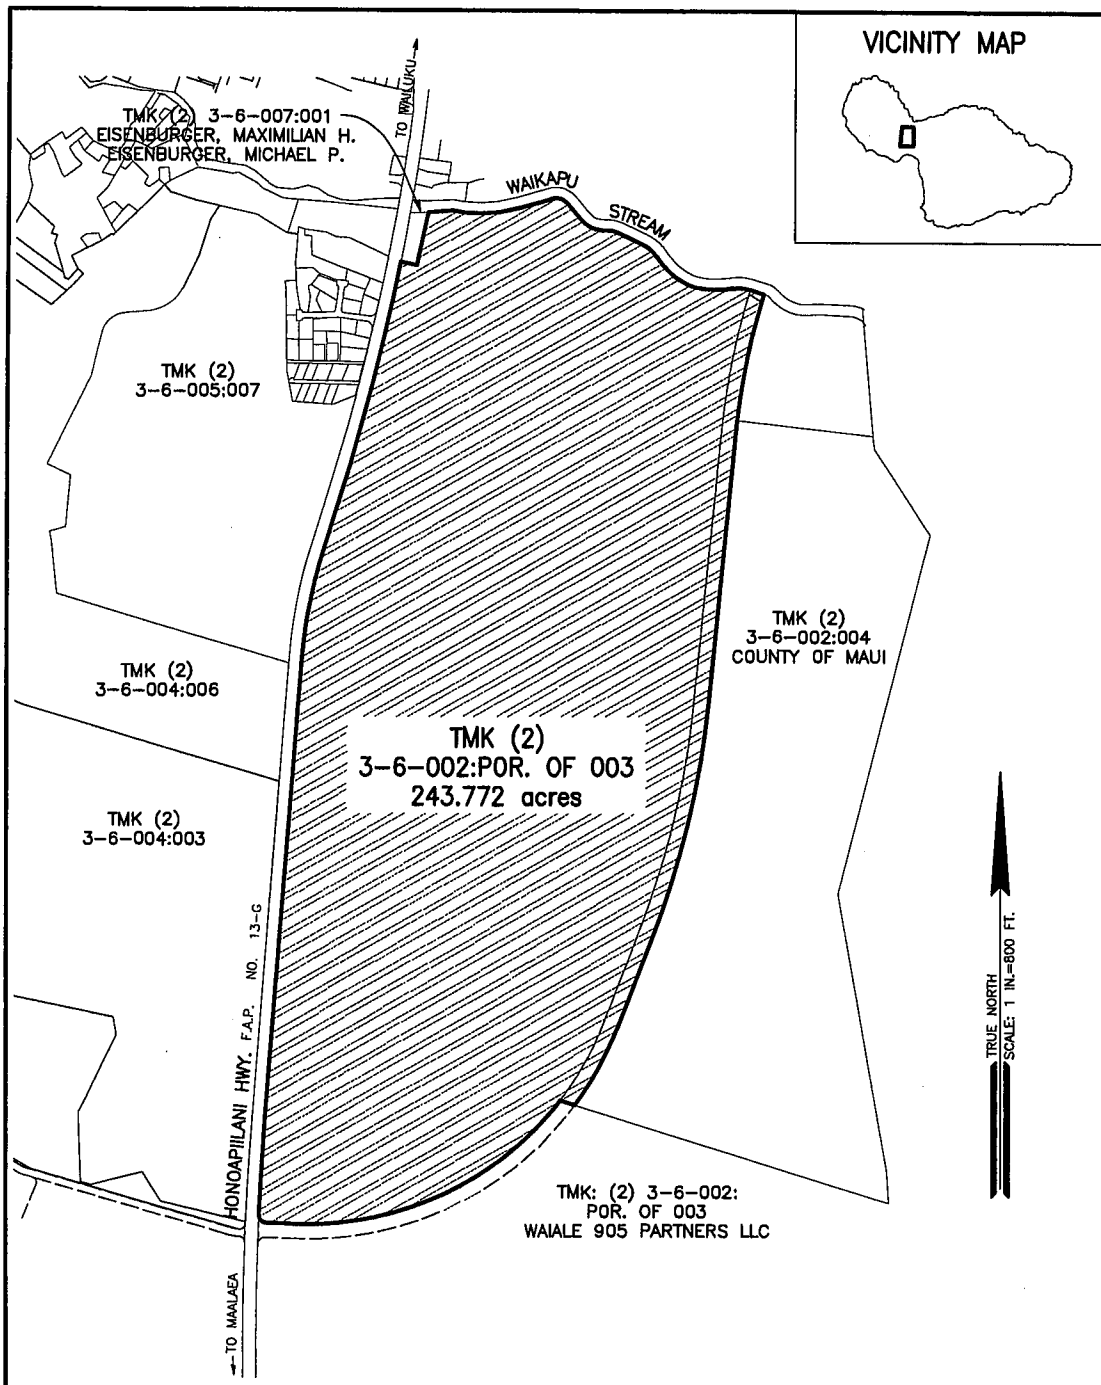 VICINITY MAP
TO WAILUKU
TMK (2) 3-6-007:001
EISENBURGER, MAXIMILIAN H.
EISENBURGER, MICHAEL P.
WAIKAPU
STREAM
TMK (2)
3-6-005:007
TMK (2)
3-6-002:004
COUNTY OF MAUI
TMK (2)
3-6-004:006
TMK (2)
3-6-002:POR. OF 003
243.772 acres
TMK (2)
3-6-004:003
HONOAPIILANI HWY. F.A.P. NO. 13-G
TRUE NORTH
SCALE: 1 IN.=800 FT.
TMK: (2) 3-6-002:
POR. OF 003
WAIALE 905 PARTNERS LLC
TO MAALAEA